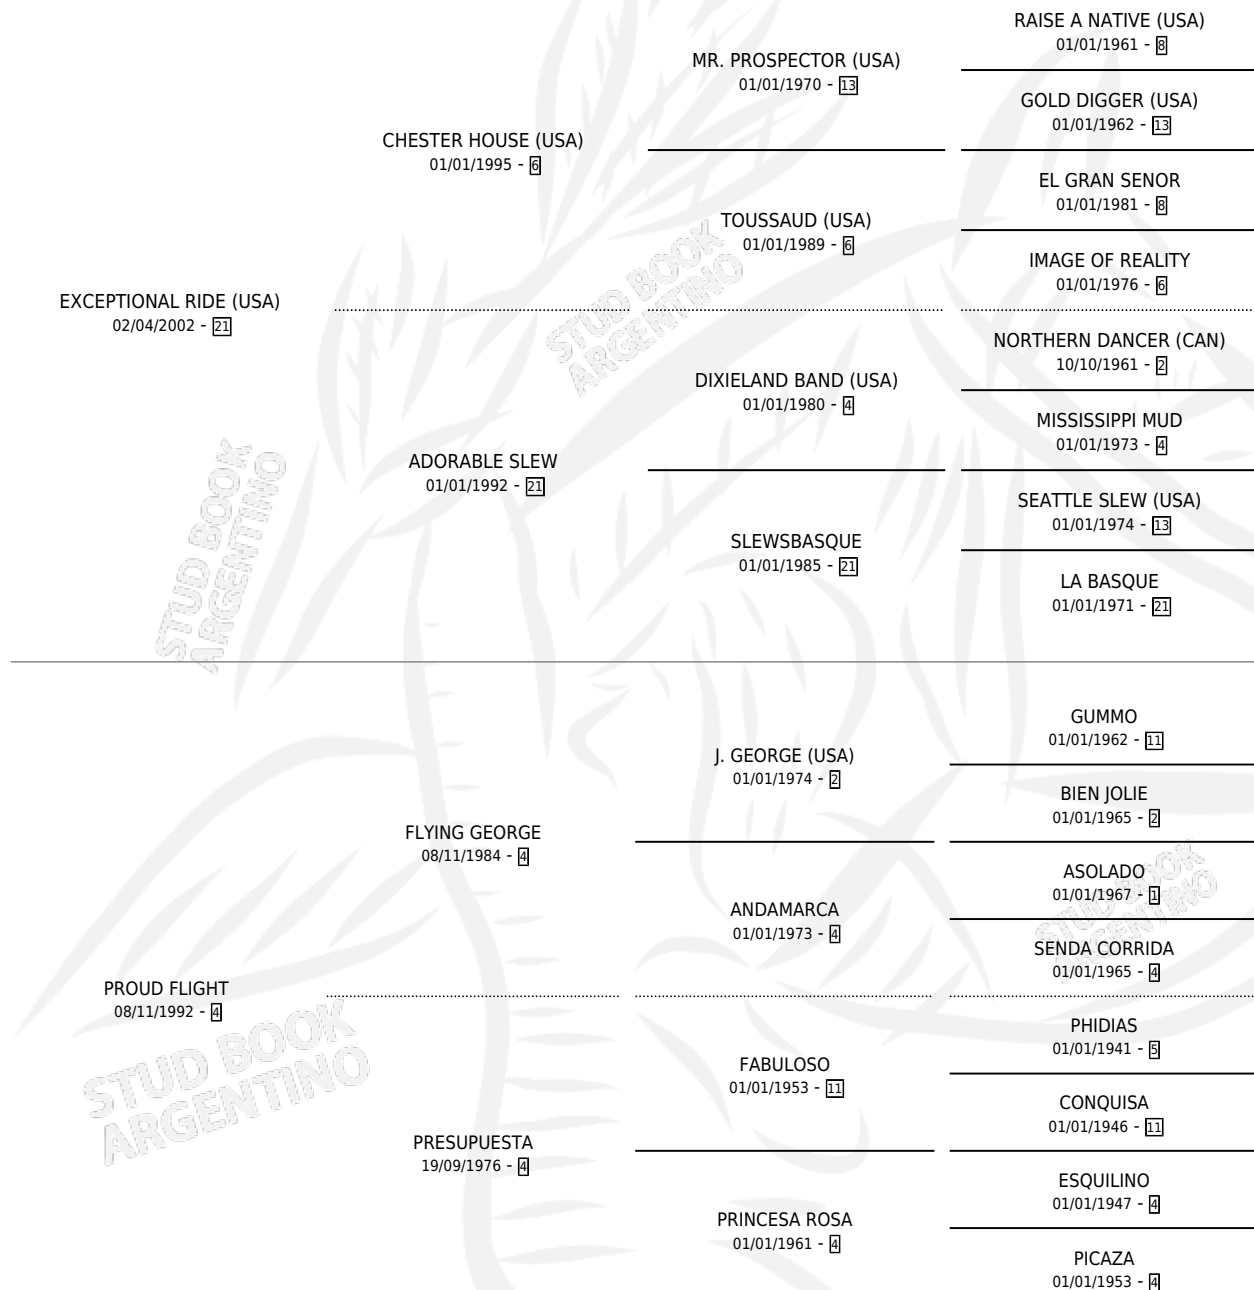 RAISE A NATIVE (USA)
01/01/1961 - 8
MR. PROSPECTOR (USA)
01/01/1970 - 13
GOLD DIGGER (USA)
01/01/1962 - 13
CHESTER HOUSE (USA)
01/01/1995 - 6
EL GRAN SENOR
01/01/1981 - 8
TOUSSAUD (USA)
01/01/1989 - 6
IMAGE OF REALITY
01/01/1976 - 6
EXCEPTIONAL RIDE (USA)
02/04/2002 - 21
NORTHERN DANCER (CAN)
10/10/1961 - 2
DIXIELAND BAND (USA)
01/01/1980 - 4
MISSISSIPPI MUD
01/01/1973 - 4
ADORABLE SLEW
01/01/1992 - 21
SEATTLE SLEW (USA)
01/01/1974 - 13
SLEWSBASQUE
01/01/1985 - 21
LA BASQUE
01/01/1971 - 21
GUMMO
01/01/1962 - 11
J. GEORGE (USA)
01/01/1974 - 2
BIEN JOLIE
01/01/1965 - 2
FLYING GEORGE
08/11/1984 - 4
ASOLADO
01/01/1967 - 1
ANDAMARCA
01/01/1973 - 4
SENDA CORRIDA
01/01/1965 - 4
PROUD FLIGHT
08/11/1992 - 4
PHIDIAS
01/01/1941 - 5
FABULOSO
01/01/1953 - 11
CONQUISA
01/01/1946 - 11
PRESUPUESTA
19/09/1976 - 4
ESQUILINO
01/01/1947 - 4
PRINCESA ROSA
01/01/1961 - 4
PICAZA
01/01/1953 - 4
STUD BOOK
ARGENTINO
STUD BOOK
ARGENTINO
STUD BOOK
ARGENTINO
STUD BOOK
ARGENTINO